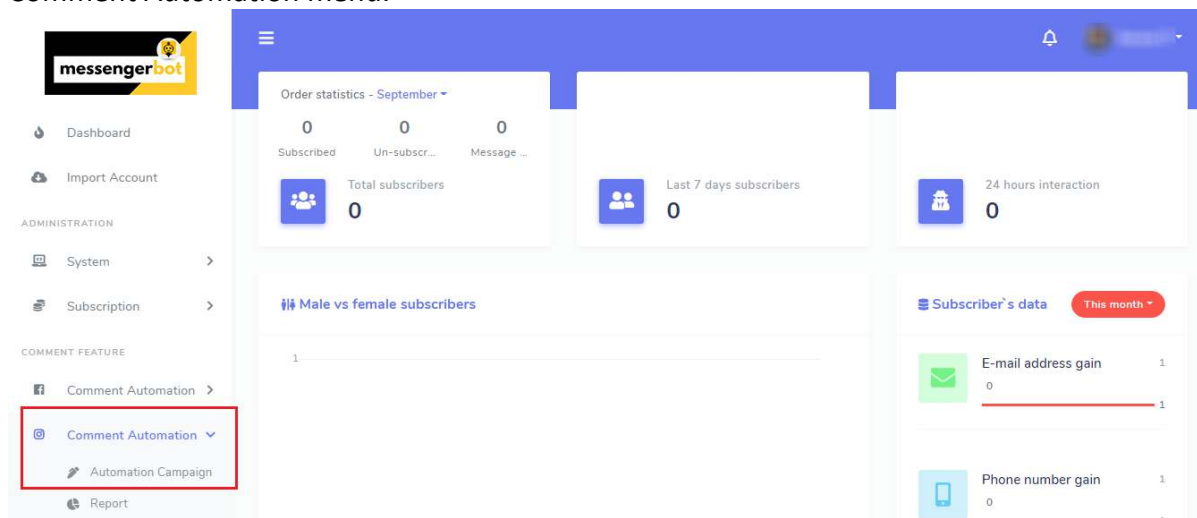 Comment Automation menu.
messengerbot
Dashboard
Import Account
ADMINISTRATION
System
Subscription
COMMENT FEATURE
Comment Automation
Comment Automation
Automation Campaign
Report
Order statistics - September
0 0 0
Subscribed Un-subscr... Message ...
Total subscribers
0
Last 7 days subscribers
0
24 hours interaction
0
Male vs female subscribers
1
Subscriber`s data This month
E-mail address gain 1
0
1
Phone number gain 1
0